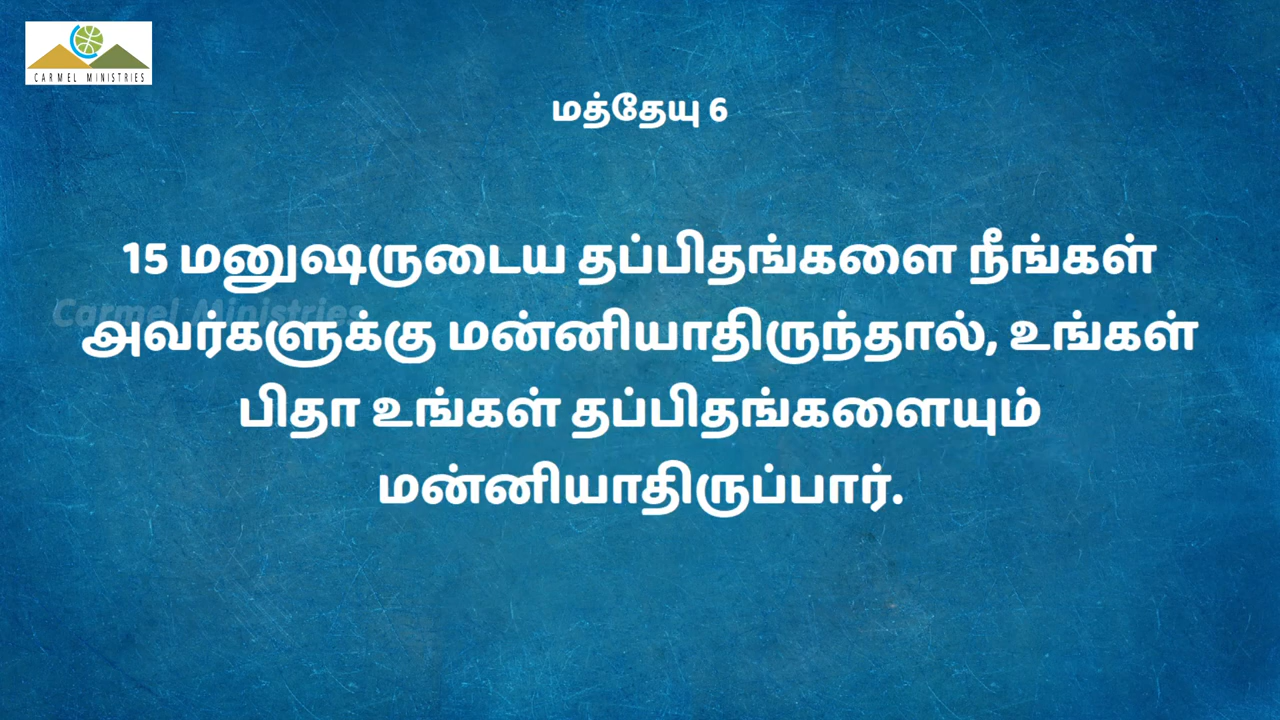 CARMEL MINISTRIES
மத்தேயு 6
15 மனுஷருடைய தப்பிதங்களை நீங்கள்
Carmel Ministries
அவர்களுக்கு மன்னியாதிருந்தால், உங்கள்
பிதா உங்கள் தப்பிதங்களையும்
மன்னியாதிருப்பார்.